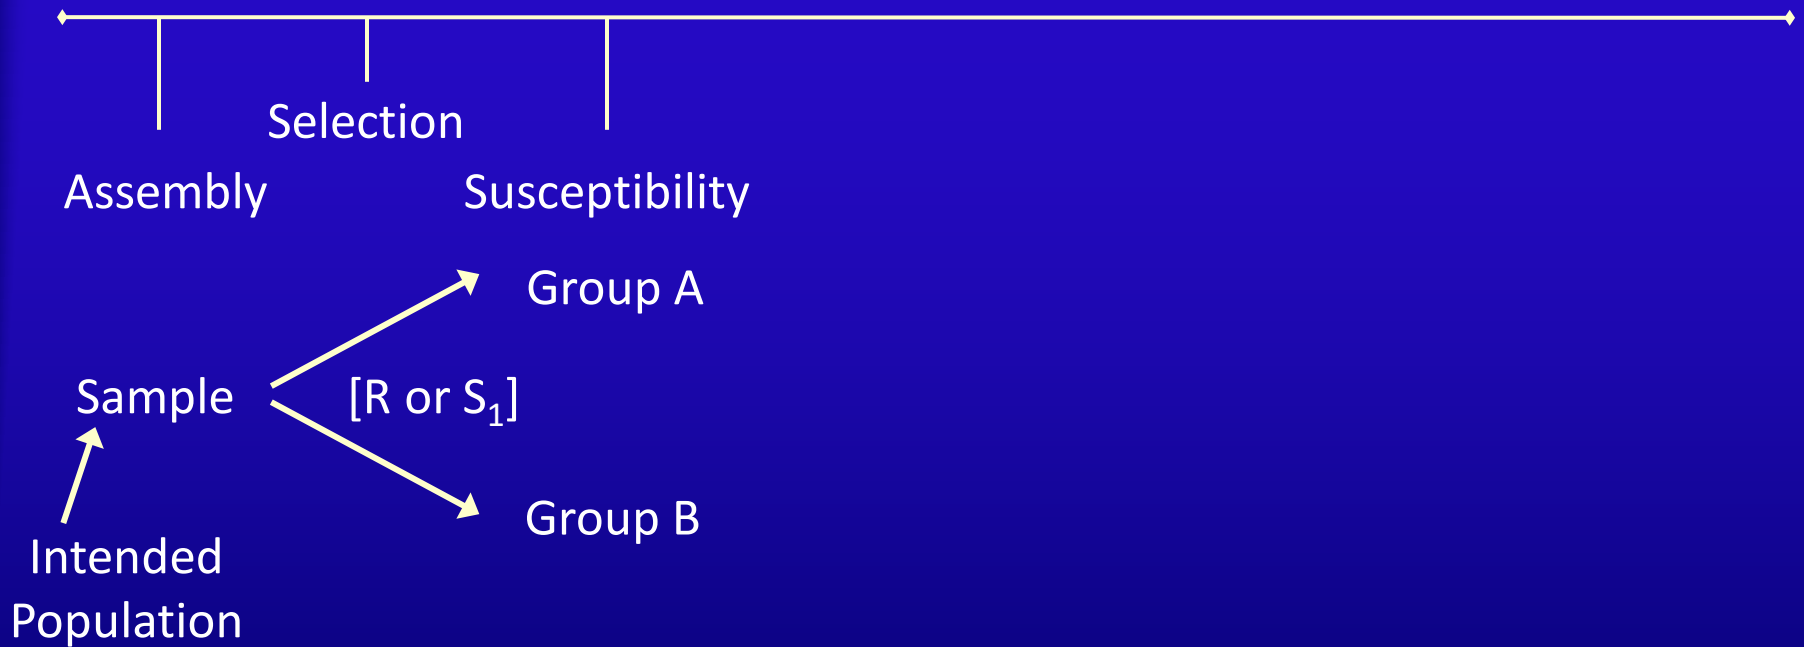 Selection
Assembly
Susceptibility
Group A
Sample
[R or S₁]
Group B
Intended
Population